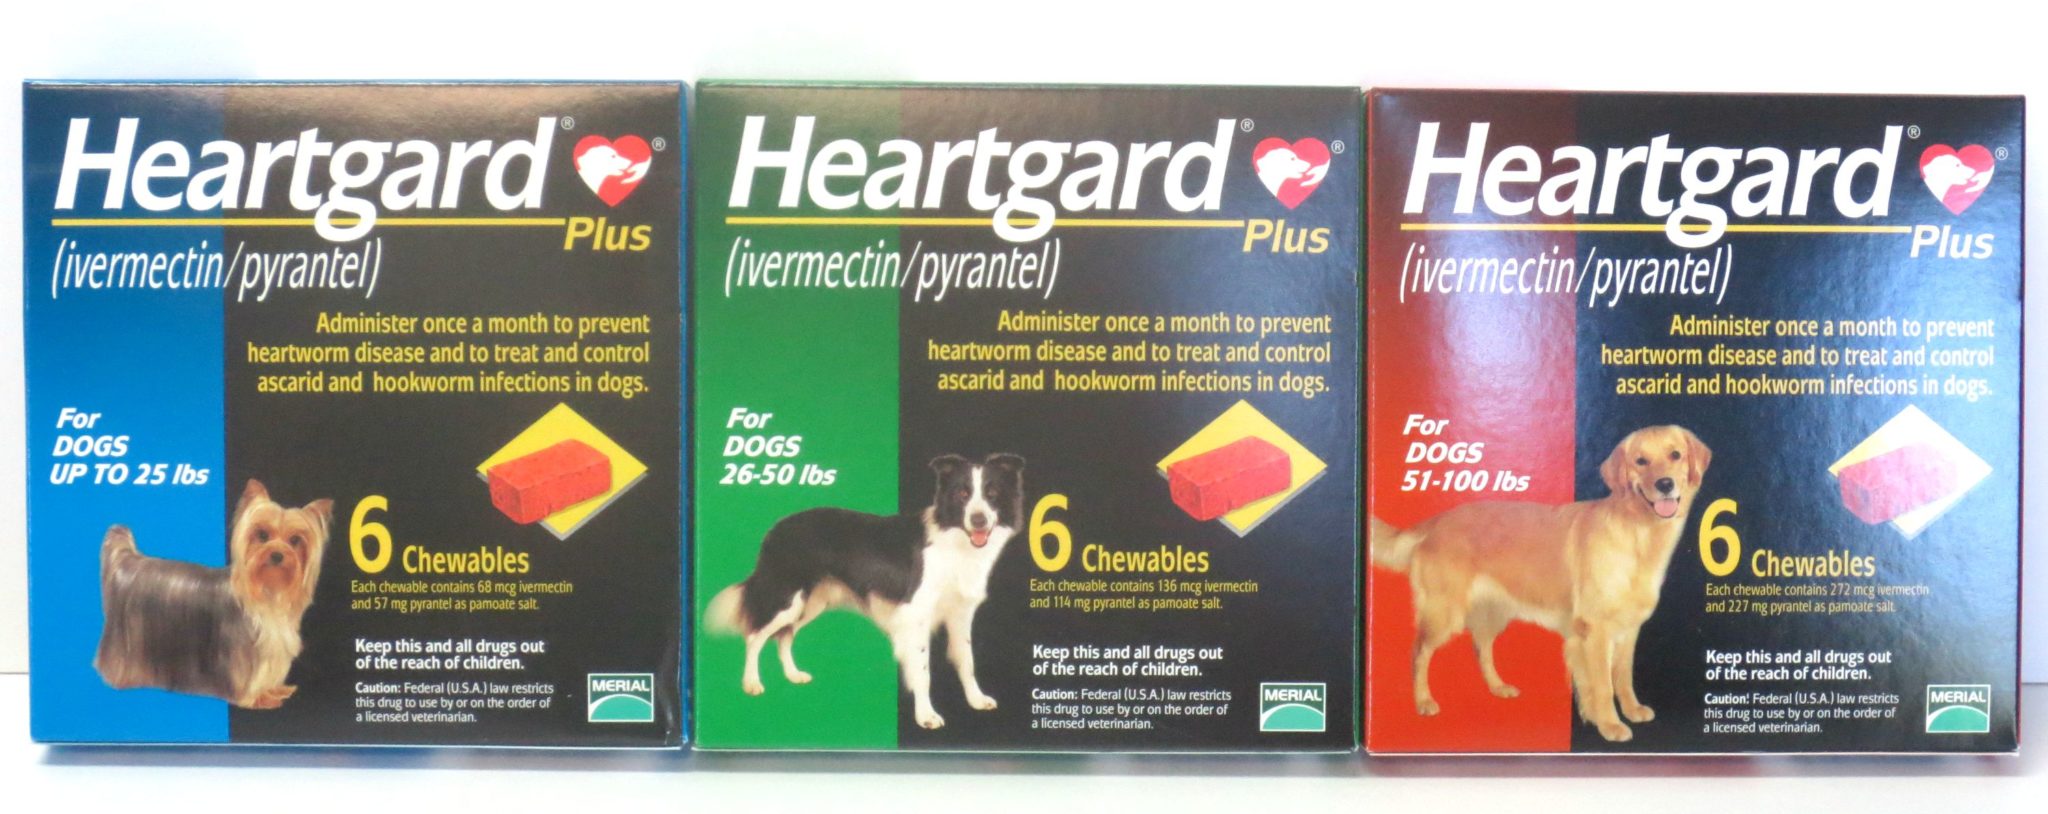 Heartgard®
®
Plus
(ivermectin/pyrantel)
Administer once a month to prevent
heartworm disease and to treat and control
ascarid and hookworm infections in dogs.
For
DOGS
UP TO 25 lbs
6 Chewables
Each chewable contains 68 mcg ivermectin
and 57 mg pyrantel as pamoate salt.
Keep this and all drugs out
of the reach of children.
Caution: Federal (U.S.A.) law restricts
this drug to use by or on the order of
a licensed veterinarian.
MERIAL
Heartgard®
®
Plus
(ivermectin/pyrantel)
Administer once a month to prevent
heartworm disease and to treat and control
ascarid and hookworm infections in dogs.
For
DOGS
26-50 lbs
6 Chewables
Each chewable contains 136 mcg ivermectin
and 114 mg pyrantel as pamoate salt.
Keep this and all drugs out
of the reach of children.
Caution: Federal (U.S.A.) law restricts
this drug to use by or on the order of
a licensed veterinarian.
MERIAL
Heartgard®
®
Plus
(ivermectin/pyrantel)
Administer once a month to prevent
heartworm disease and to treat and control
ascarid and hookworm infections in dogs.
For
DOGS
51-100 lbs
6 Chewables
Each chewable contains 272 mcg ivermectin
and 227 mg pyrantel as pamoate salt.
Keep this and all drugs out
of the reach of children.
Caution: Federal (U.S.A.) law restricts
this drug to use by or on the order of
a licensed veterinarian.
MERIAL